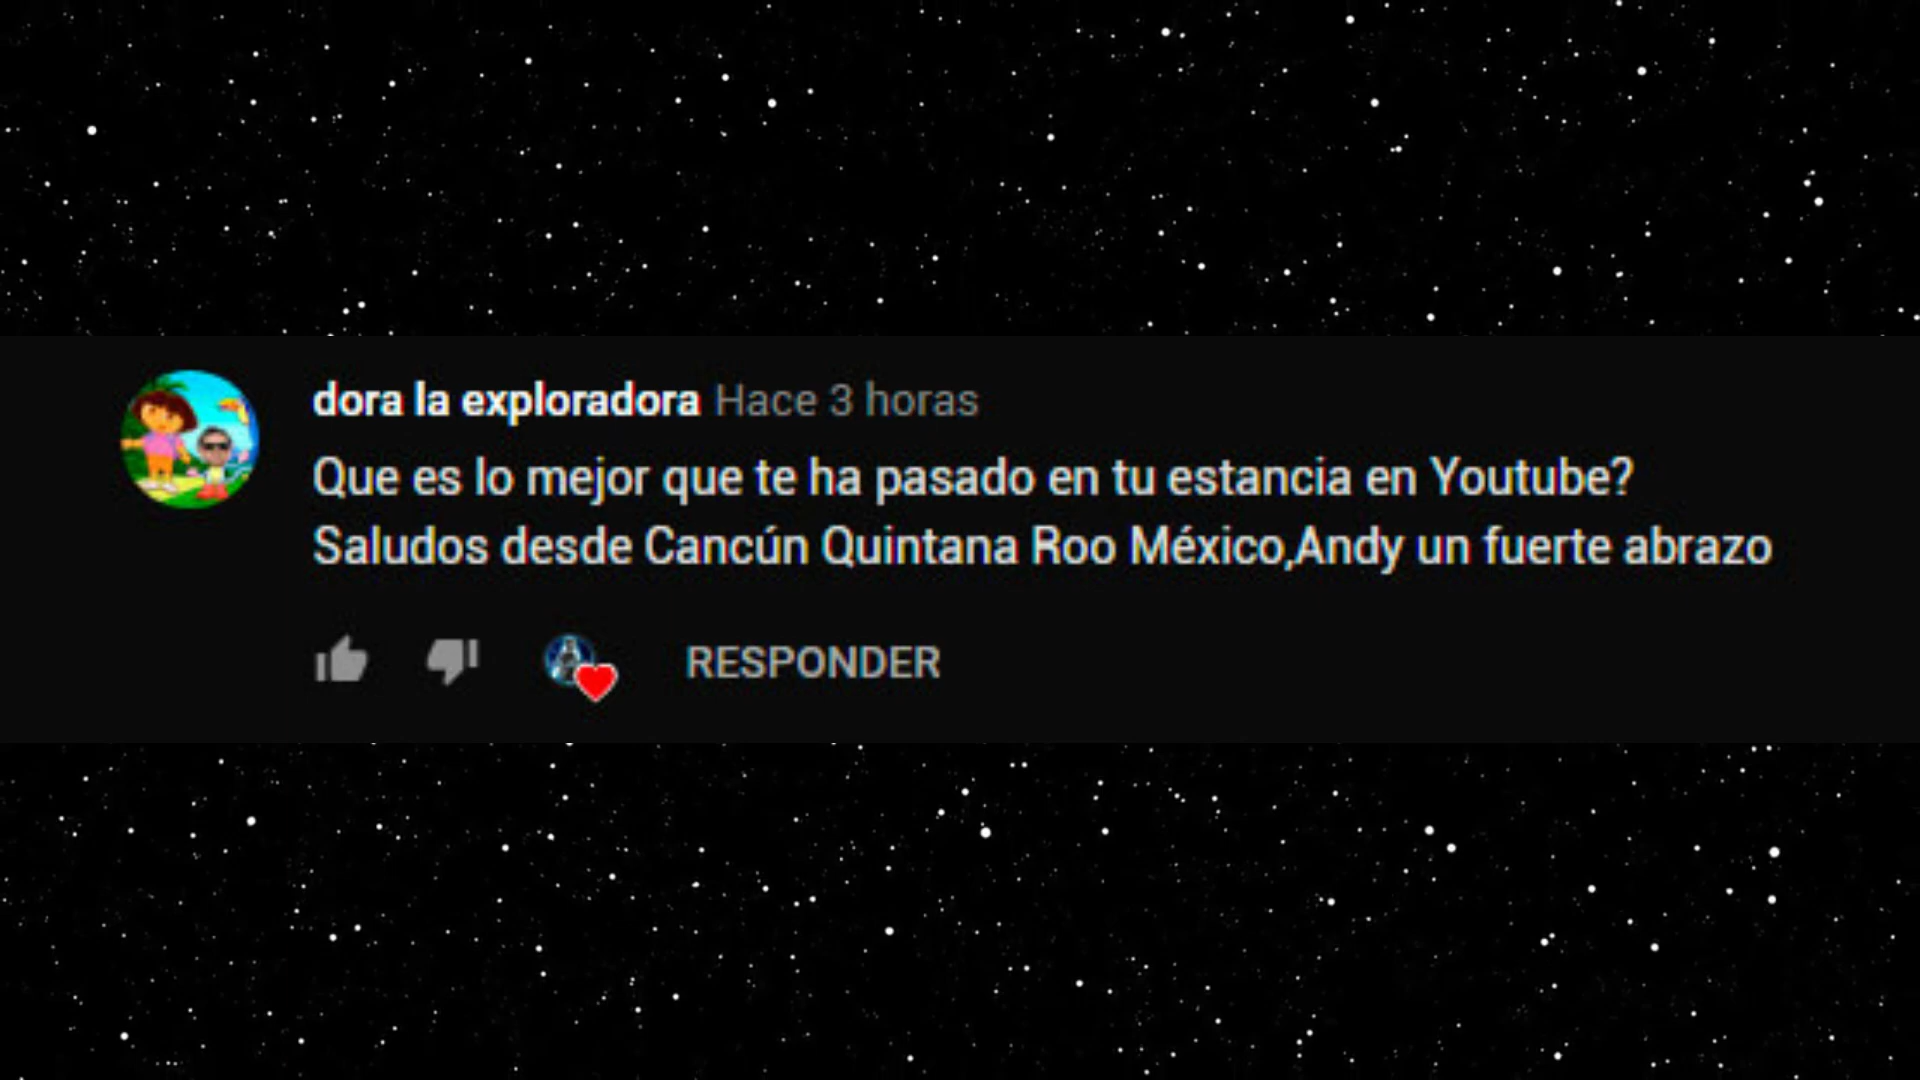 dora la exploradora Hace 3 horas
Que es lo mejor que te ha pasado en tu estancia en Youtube?
Saludos desde Cancún Quintana Roo México,Andy un fuerte abrazo
RESPONDER